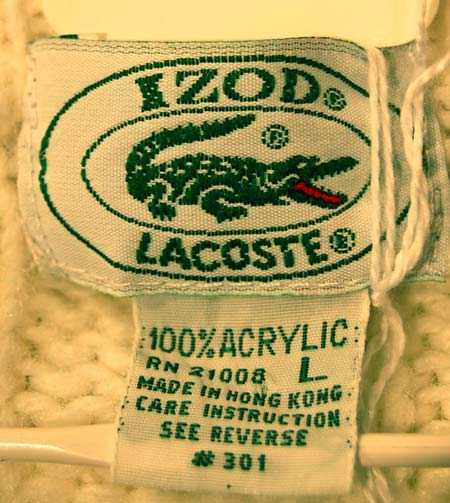 IZOD®
®
LACOSTE®
100% ACRYLIC
RN 21008 L
MADE IN HONG KONG
CARE INSTRUCTION
SEE REVERSE
# 301